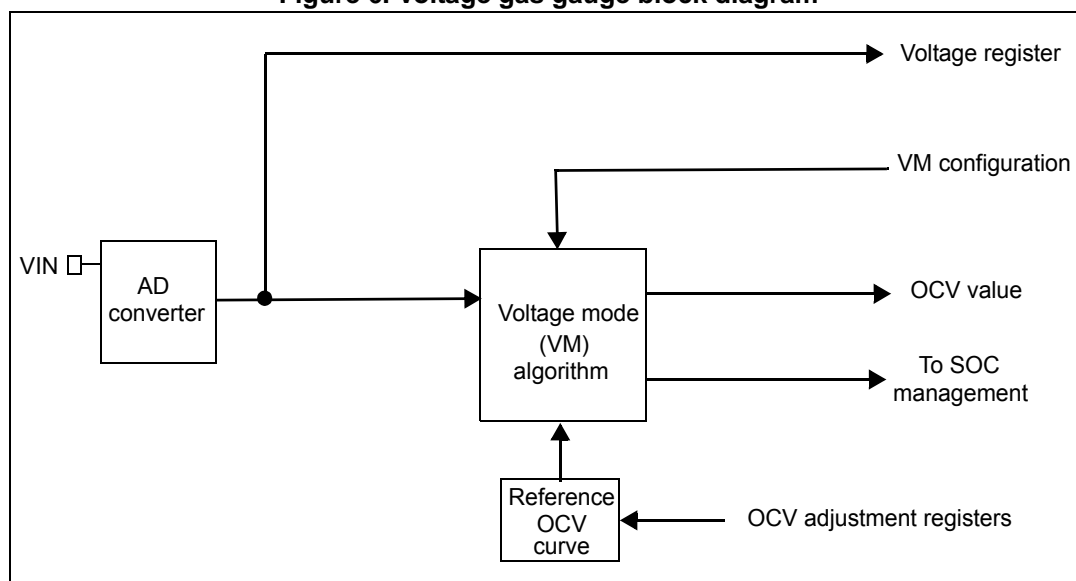 Figure 6. Voltage gas gauge block diagram
Voltage register
VM configuration
VIN
AD
converter
Voltage mode
(VM)
algorithm
OCV value
To SOC
management
Reference
OCV
curve
OCV adjustment registers